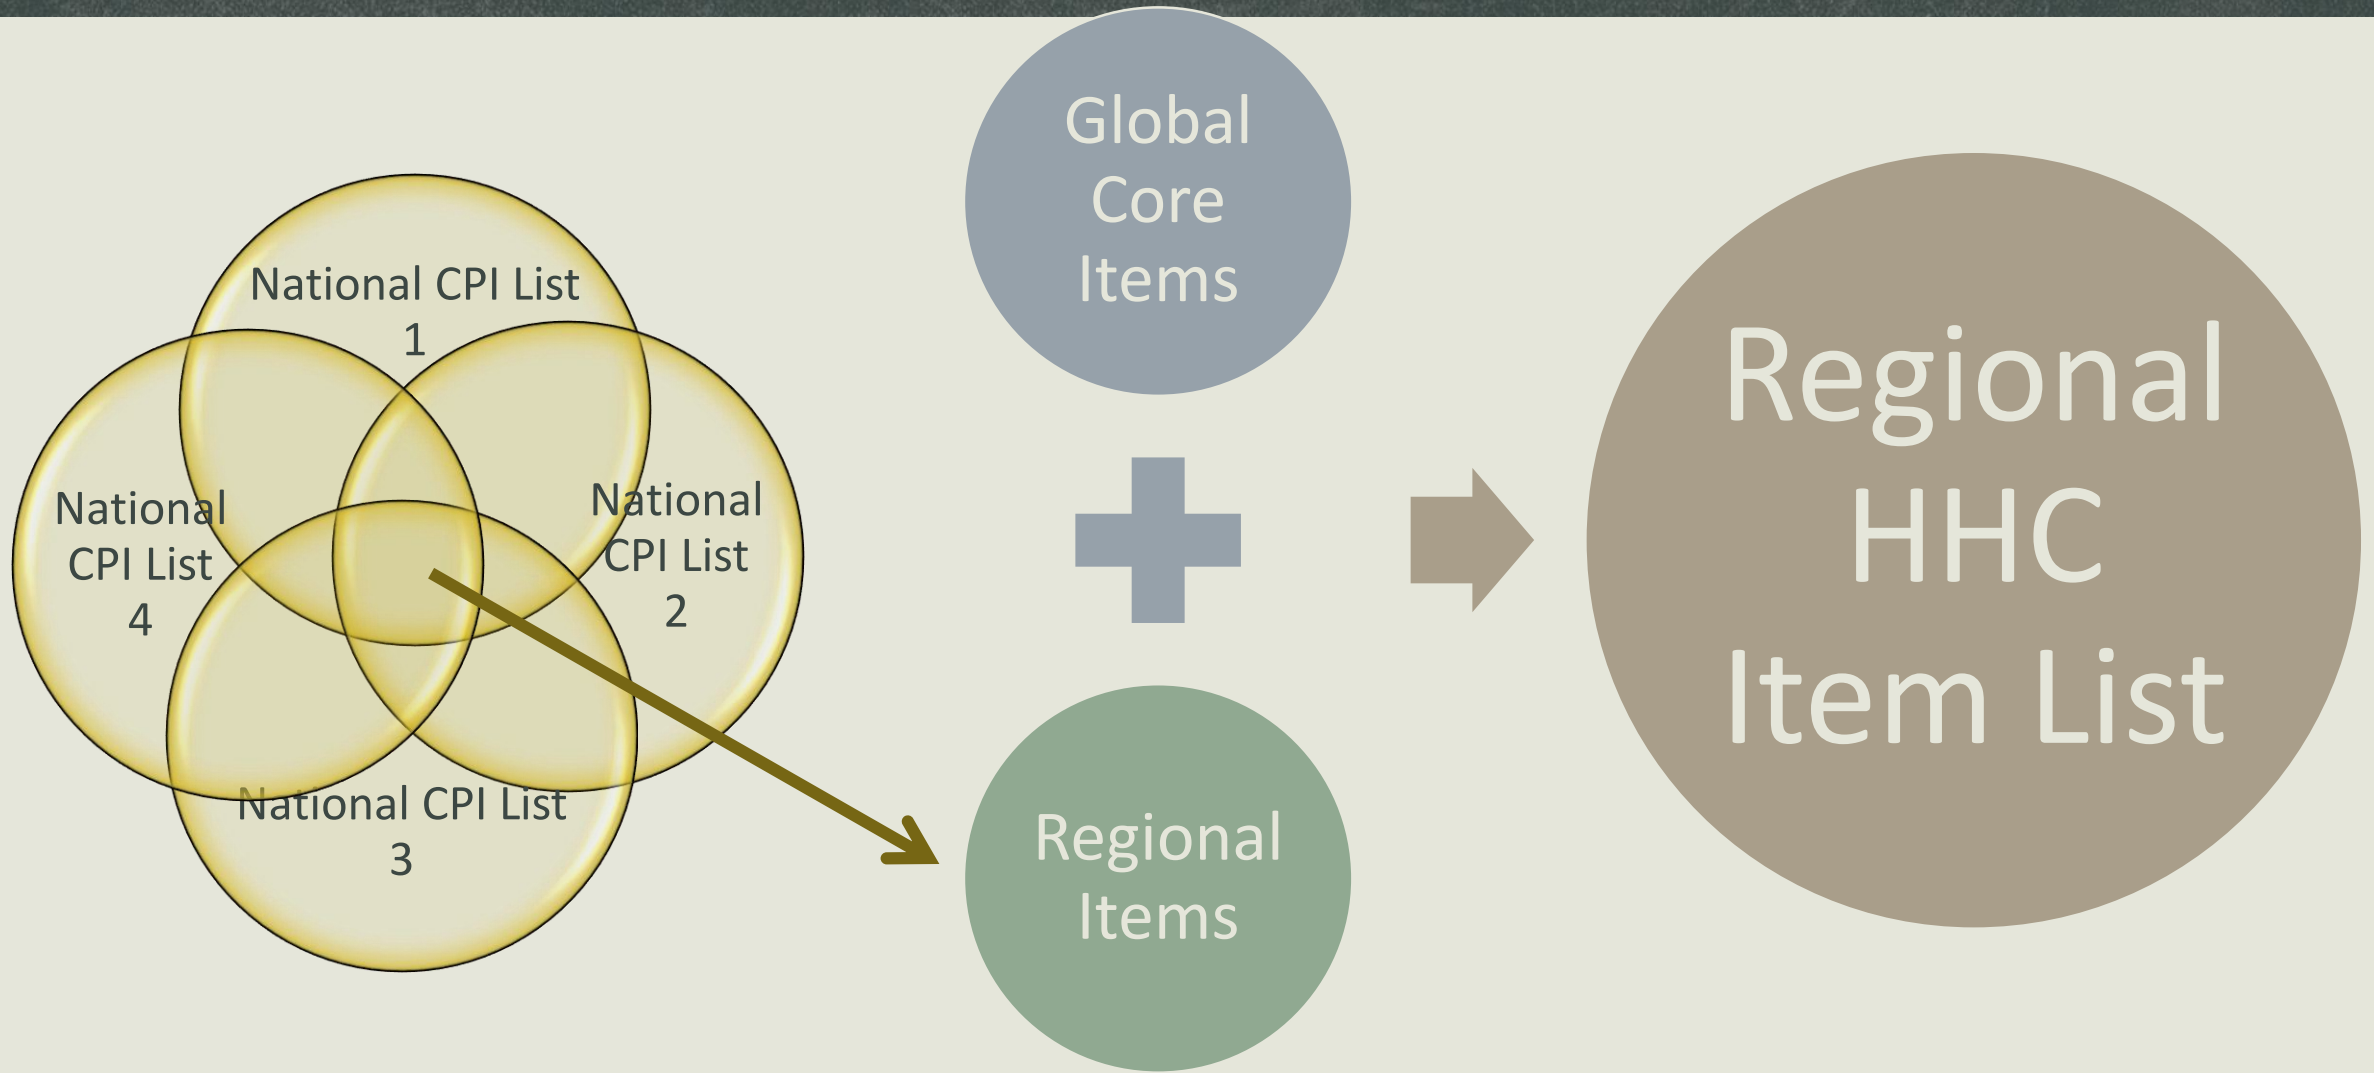 National CPI List
1
National
CPI List
4
National
CPI List
2
National CPI List
3
Global
Core
Items
Regional
Items
Regional
HHC
Item List